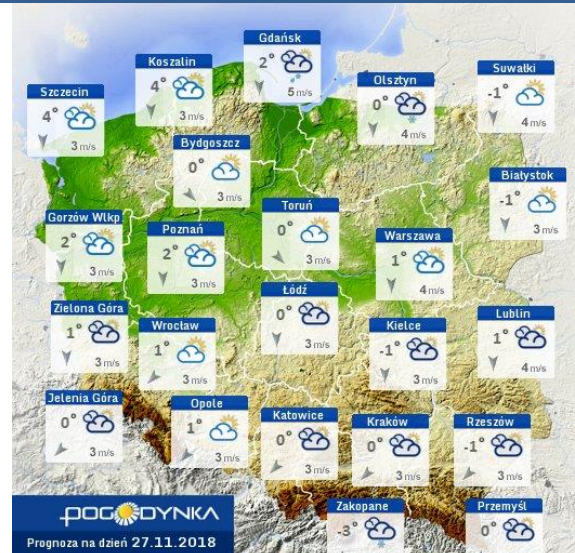 Gdańsk
2°
5 m/s
Koszalin
4°
3 m/s
Suwałki
-1°
4 m/s
Olsztyn
0°
4 m/s
Szczecin
4°
3 m/s
Bydgoszcz
0°
3 m/s
Białystok
-1°
3 m/s
Toruń
0°
3 m/s
Gorzów Wlkp
2°
3 m/s
Poznań
2°
3 m/s
Warszawa
1°
4 m/s
Łódź
0°
3 m/s
Zielona Góra
1°
3 m/s
Wrocław
1°
3 m/s
Kielce
-1°
3 m/s
Lublin
1°
4 m/s
Jelenia Góra
0°
3 m/s
Opole
1°
3 m/s
Katowice
0°
3 m/s
Kraków
0°
3 m/s
Rzeszów
-1°
3 m/s
Zakopane
-3°
Przemyśl
0°
POGODYNKA
Prognoza na dzień 27.11.2018